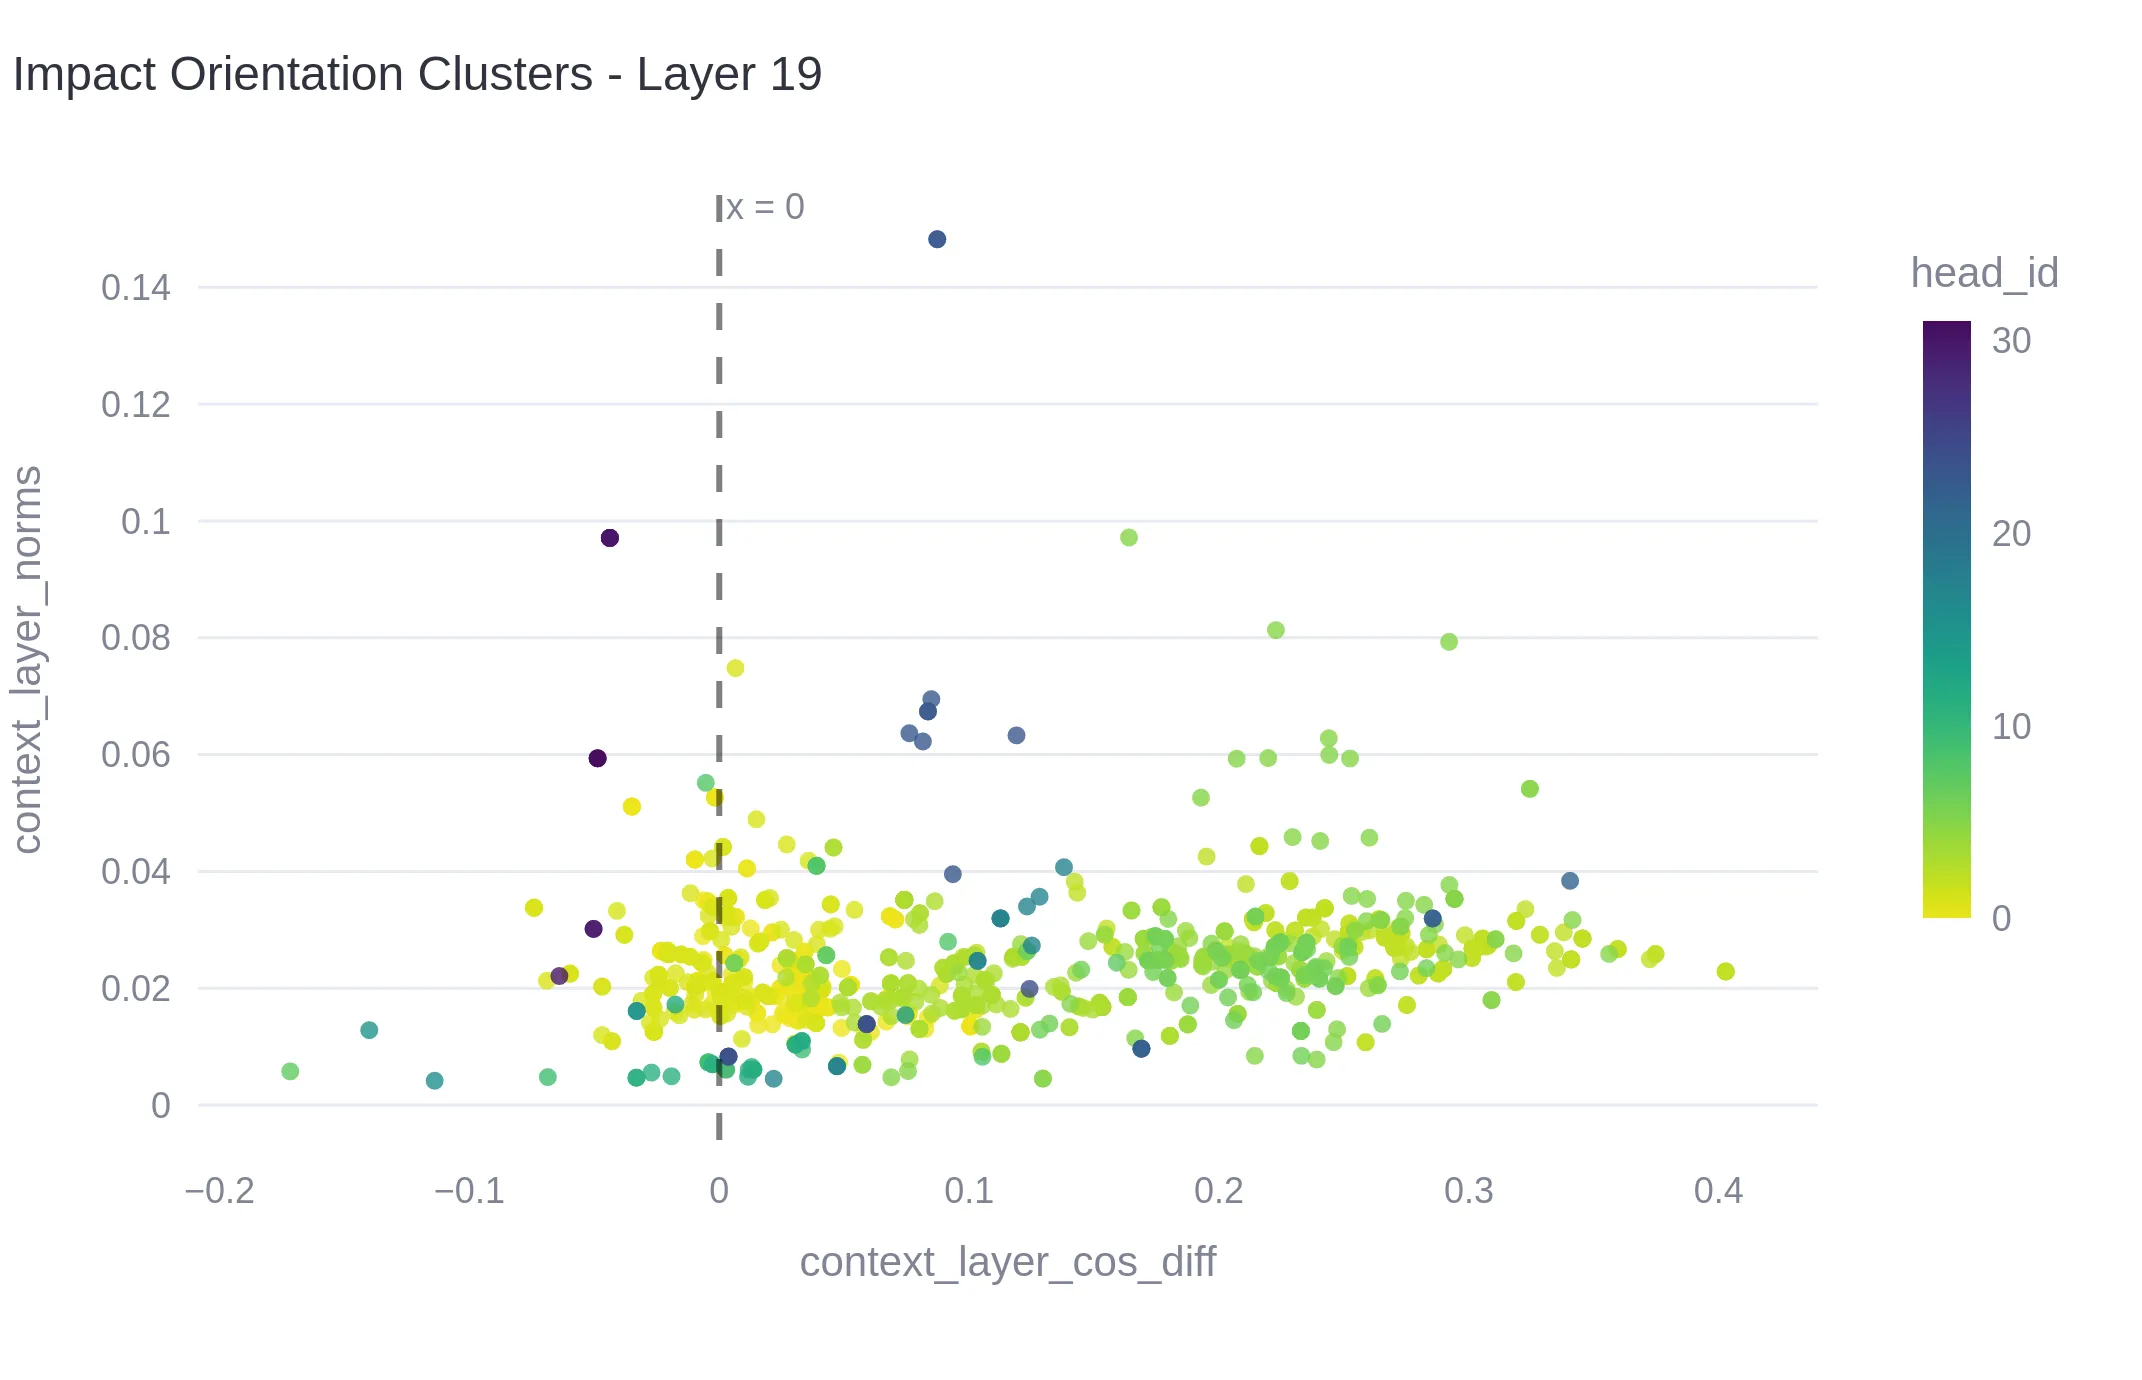 Impact Orientation Clusters - Layer 19
x = 0
head_id
0.14
0.12
0.1
0.08
0.06
0.04
0.02
0
context_layer_norms
30
20
10
0
−0.2 −0.1 0 0.1 0.2 0.3 0.4
context_layer_cos_diff